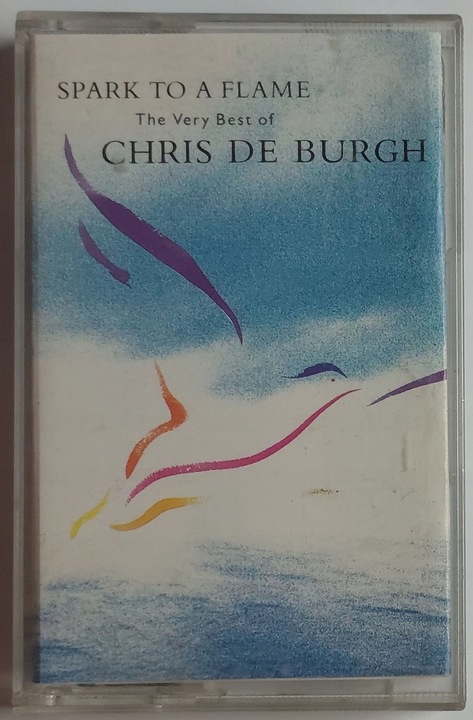 SPARK TO A FLAME
The Very Best of
CHRIS DE BURGH